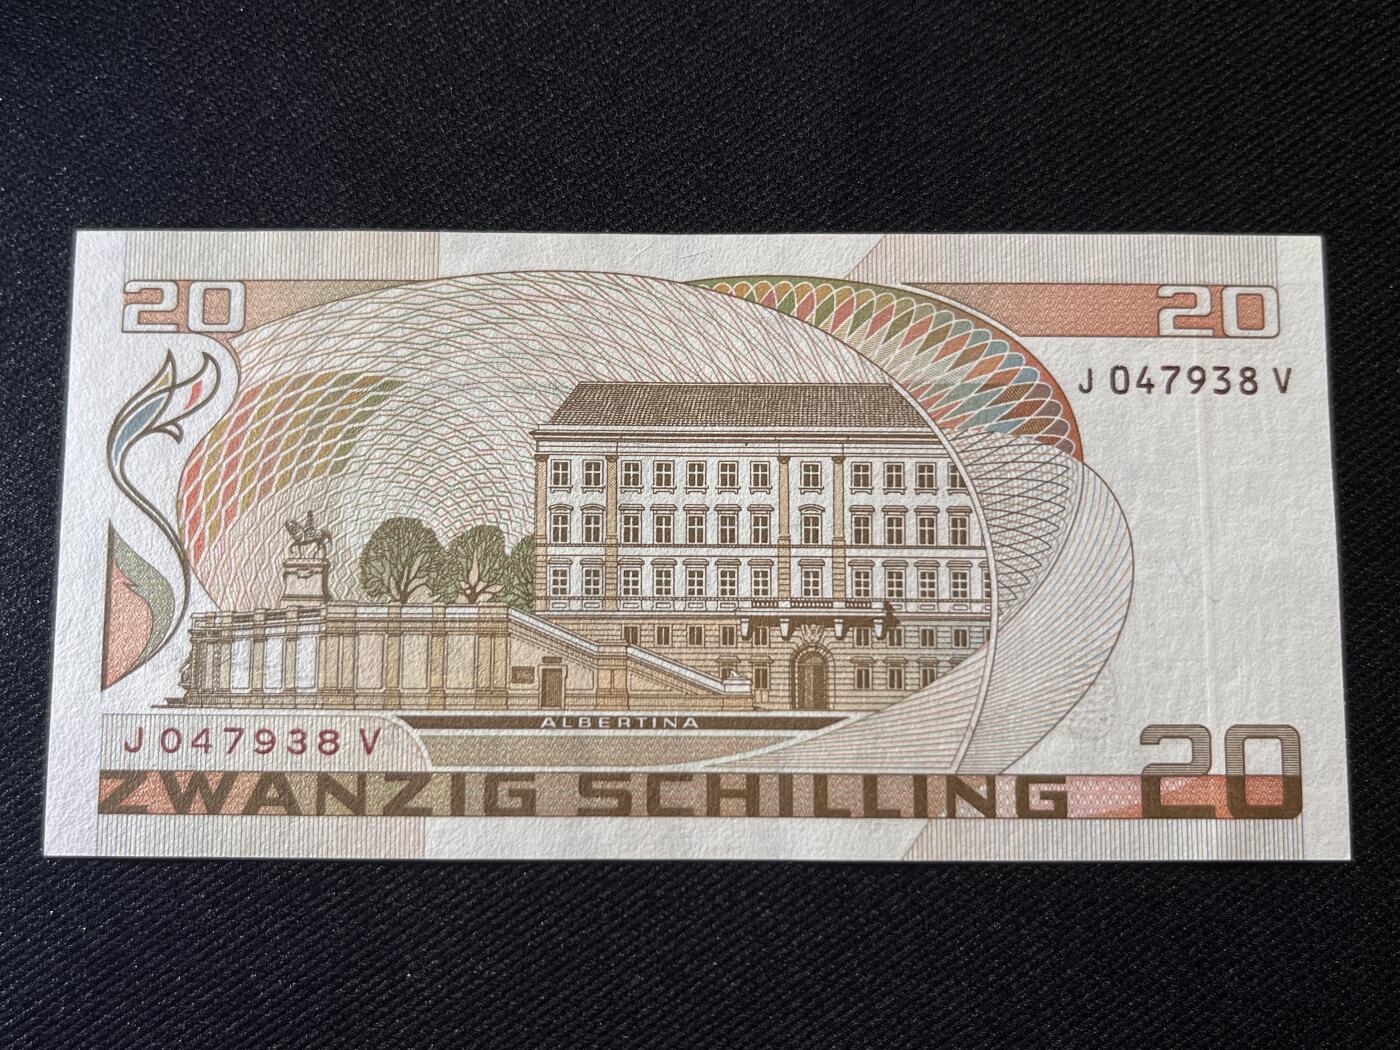 20
20
J 047938 V
ALBERTINA
J 047938 V
ZWANZIG SCHILLING 20